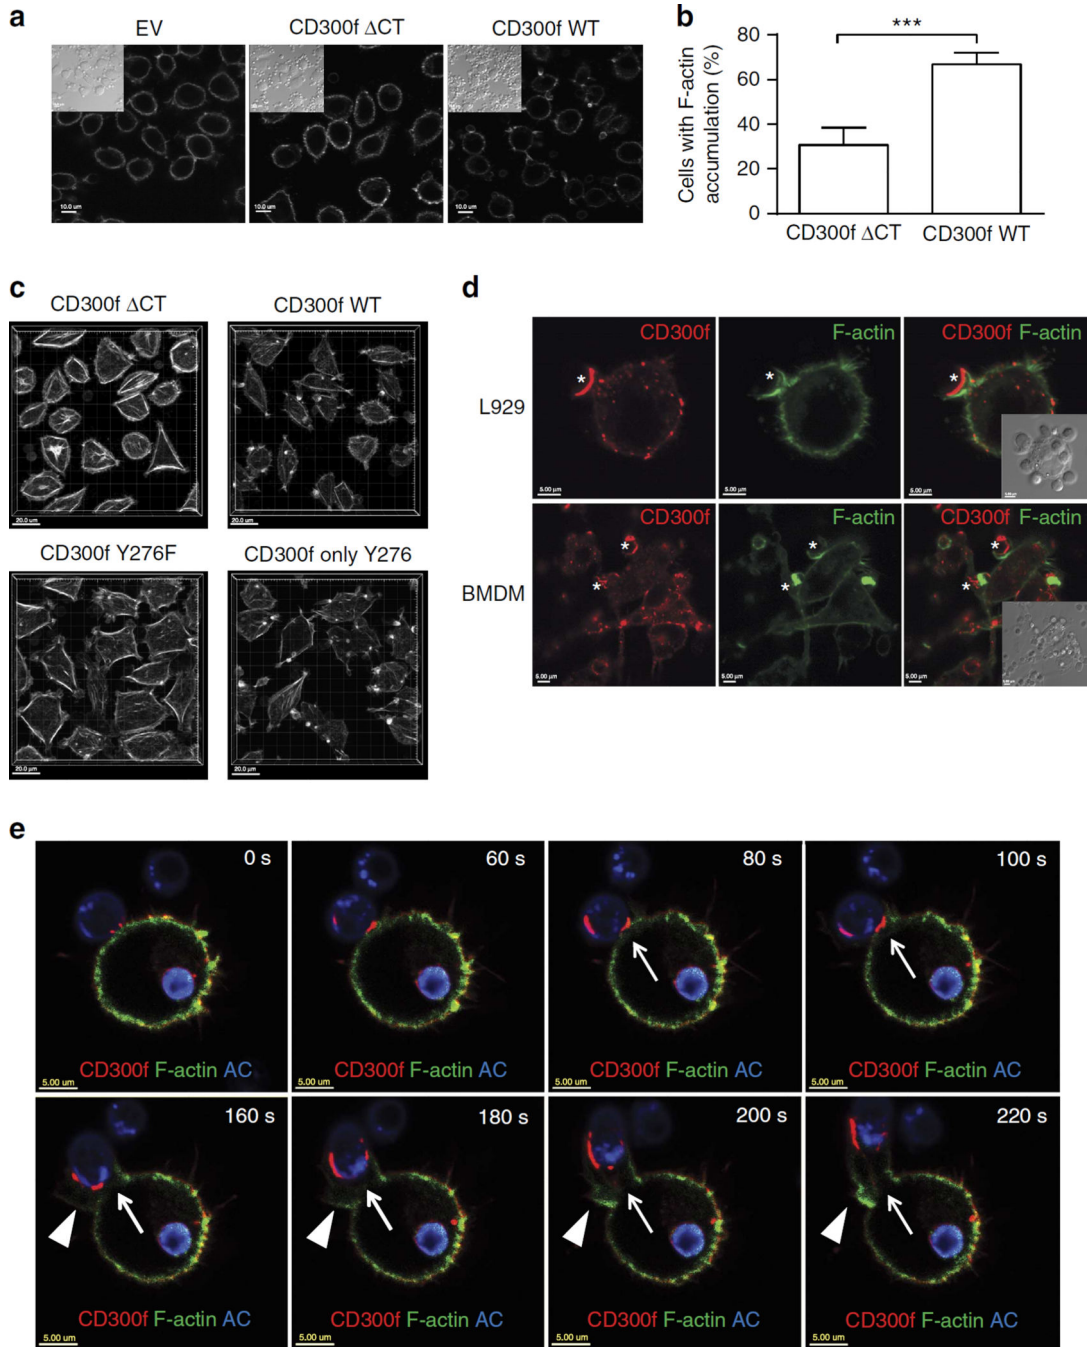 a
EV
CD300f ΔCT
CD300f WT
10.0 um
10.0 um
10.0 um
b
***
Cells with F-actin
accumulation (%)
80
60
40
20
0
CD300f ΔCT
CD300f WT
c
CD300f ΔCT
CD300f WT
20.0 um
20.0 um
CD300f Y276F
CD300f only Y276
20.0 um
20.0 um
d
CD300f
F-actin
CD300f F-actin
L929
*
*
*
5.00 um
5.00 um
5.00 um
CD300f
F-actin
CD300f F-actin
BMDM
*
*
*
*
*
*
5.00 um
5.00 um
5.00 um
e
0 s
60 s
80 s
100 s
CD300f F-actin AC
CD300f F-actin AC
CD300f F-actin AC
CD300f F-actin AC
5.00 um
5.00 um
5.00 um
5.00 um
160 s
180 s
200 s
220 s
CD300f F-actin AC
CD300f F-actin AC
CD300f F-actin AC
CD300f F-actin AC
5.00 um
5.00 um
5.00 um
5.00 um